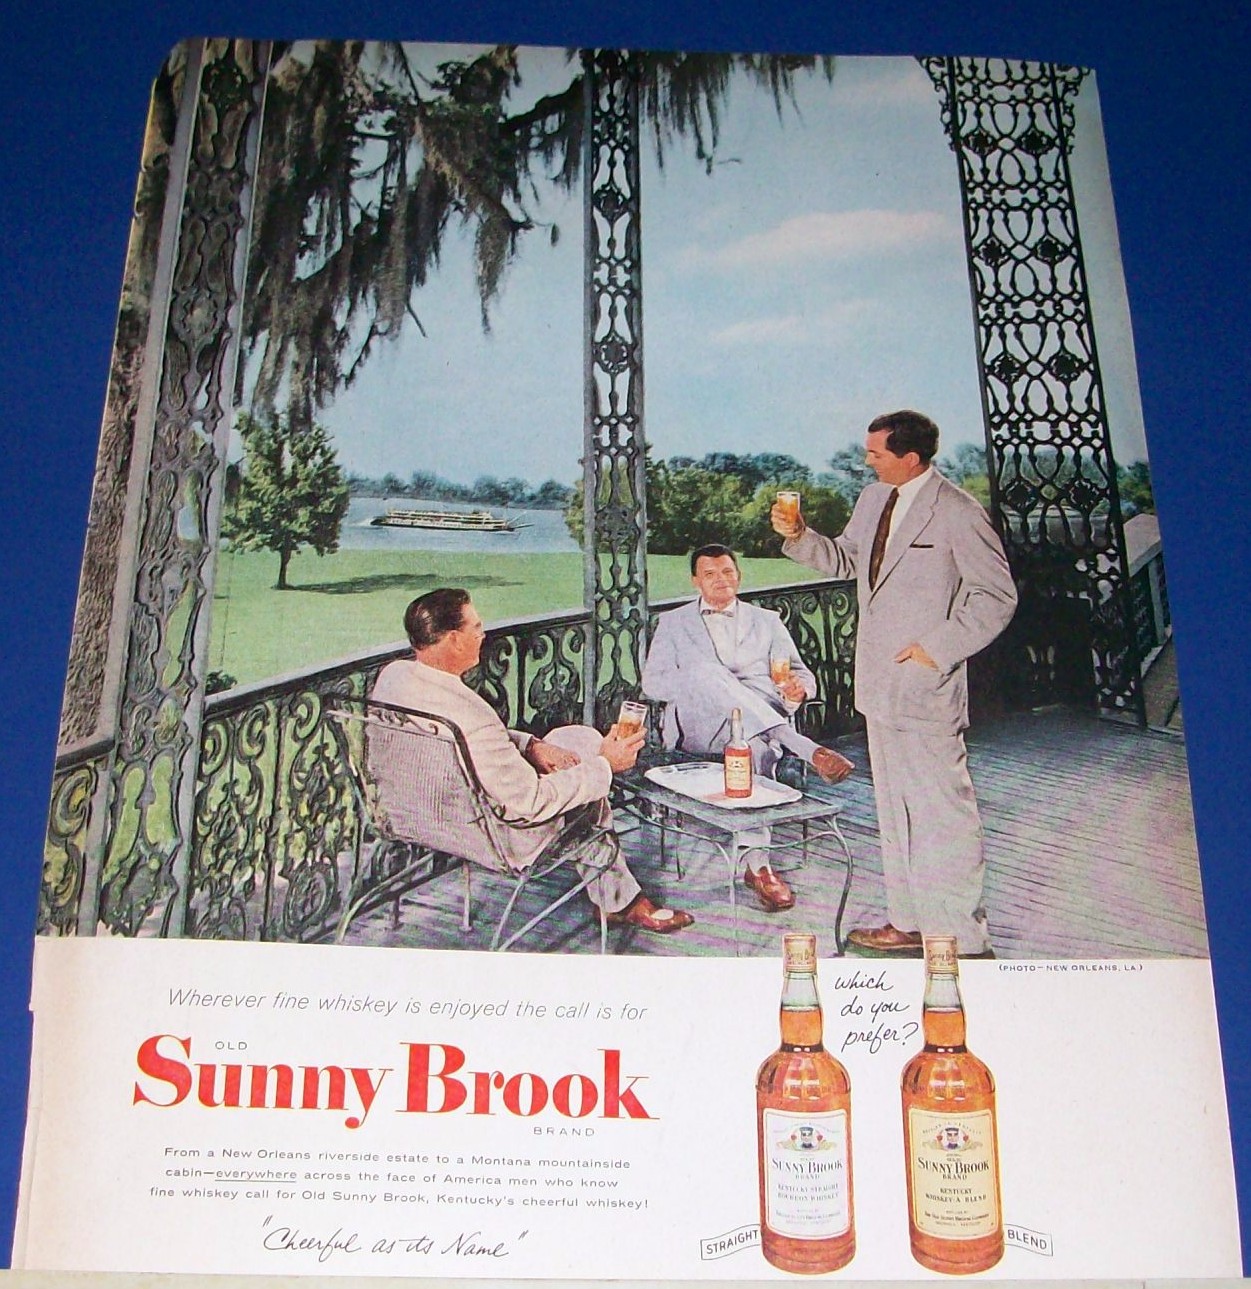 (PHOTO—NEW ORLEANS, LA.)
Wherever fine whiskey is enjoyed the call is for
OLD
Sunny Brook
BRAND
From a New Orleans riverside estate to a Montana mountainside
cabin—everywhere across the face of America men who know
fine whiskey call for Old Sunny Brook, Kentucky's cheerful whiskey!
"Cheerful as its Name"
which
do you
prefer?
SUNNY BROOK
BRAND
KENTUCKY STRAIGHT
BOURBON WHISKEY
STRAIGHT
SUNNY BROOK
BRAND
KENTUCKY
WHISKEY-A BLEND
BLEND